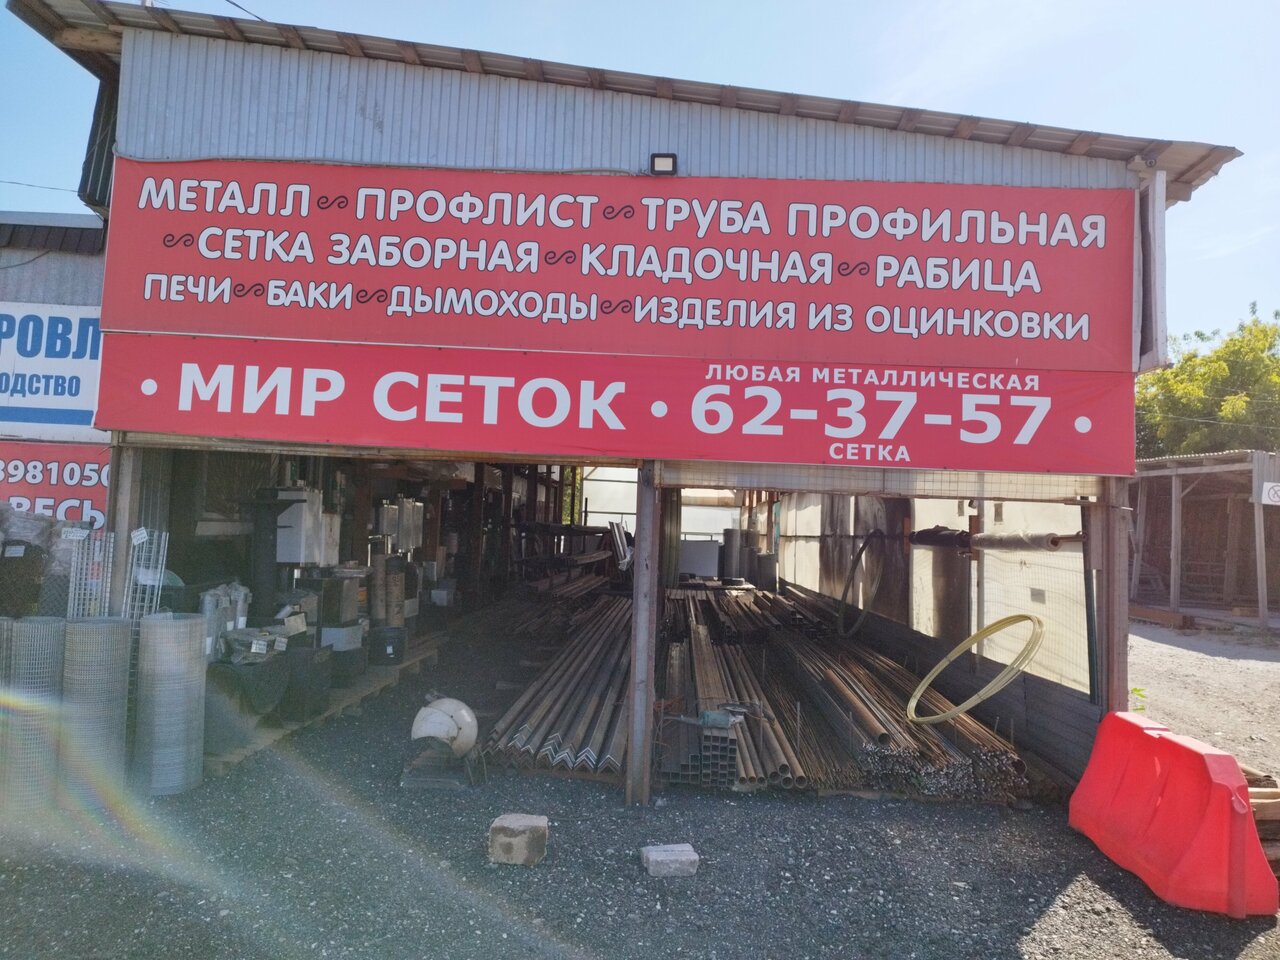 МЕТАЛЛ ~ ПРОФЛИСТ ~ ТРУБА ПРОФИЛЬНАЯ
~ СЕТКА ЗАБОРНАЯ ~ КЛАДОЧНАЯ ~ РАБИЦА
ПЕЧИ ~ БАКИ ~ ДЫМОХОДЫ ~ ИЗДЕЛИЯ ИЗ ОЦИНКОВКИ
• МИР СЕТОК •
ЛЮБАЯ МЕТАЛЛИЧЕСКАЯ
62-37-57 •
СЕТКА
РОВЛ
ОДСТВО
8981050
ВЕСЬ